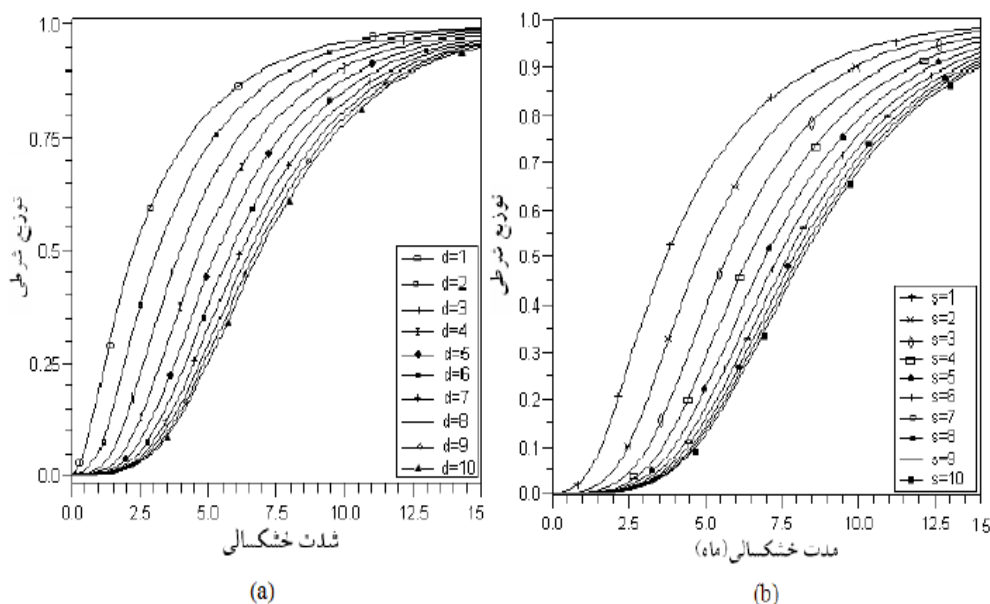 1.0
0.75
0.5
0.25
0.0
توزیع شرطی
0.0 2.5 5.0 7.5 10.0 12.5 15
شدت خشکسالی
d=1
d=2
d=3
d=4
d=5
d=6
d=7
d=8
d=9
d=10
(a)
1.0
0.9
0.8
0.7
0.6
0.5
0.4
0.3
0.2
0.1
0.0
توزیع شرطی
0.0 2.5 5.0 7.5 10.0 12.5 15
مدت خشکسالی(ماه)
s=1
s=2
s=3
s=4
s=5
s=6
s=7
s=8
s=9
s=10
(b)